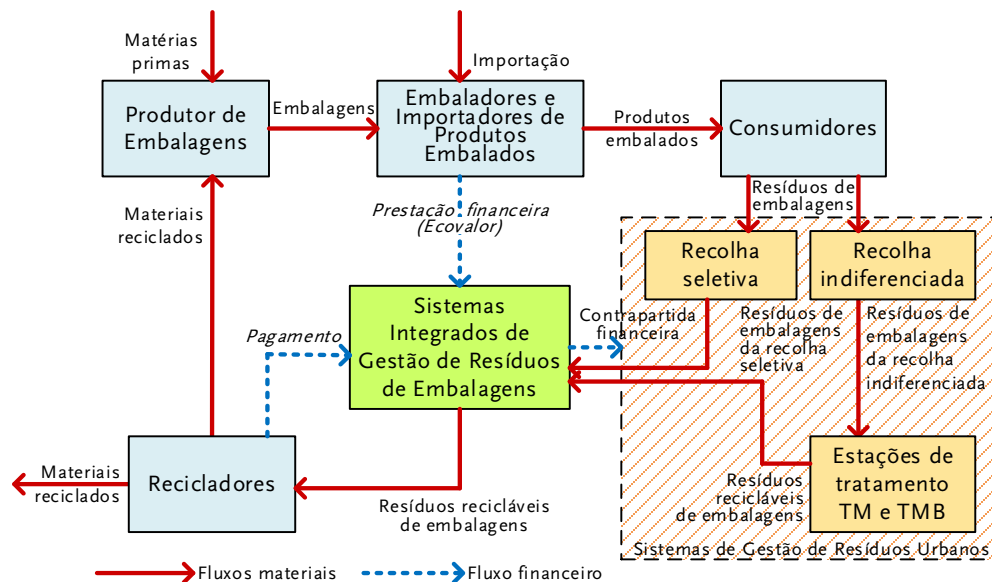 Matérias
primas
Importação
Produtor de
Embalagens
Embalagens
Embaladores e
Importadores de
Produtos
Embalados
Produtos
embalados
Consumidores
Materiais
reciclados
Prestação financeira
(Ecovalor)
Resíduos de
embalagens
Recolha
seletiva
Recolha
indiferenciada
Pagamento
Sistemas
Integrados de
Gestão de Resíduos
de Embalagens
Contrapartida
financeira
Resíduos de
embalagens
da recolha
seletiva
Resíduos de
embalagens
da recolha
indiferenciada
Materiais
reciclados
Recicladores
Resíduos recicláveis
de embalagens
Resíduos
recicláveis
de embalagens
Estações de
tratamento
TM e TMB
Sistemas de Gestão de Resíduos Urbanos
Fluxos materiais
Fluxo financeiro